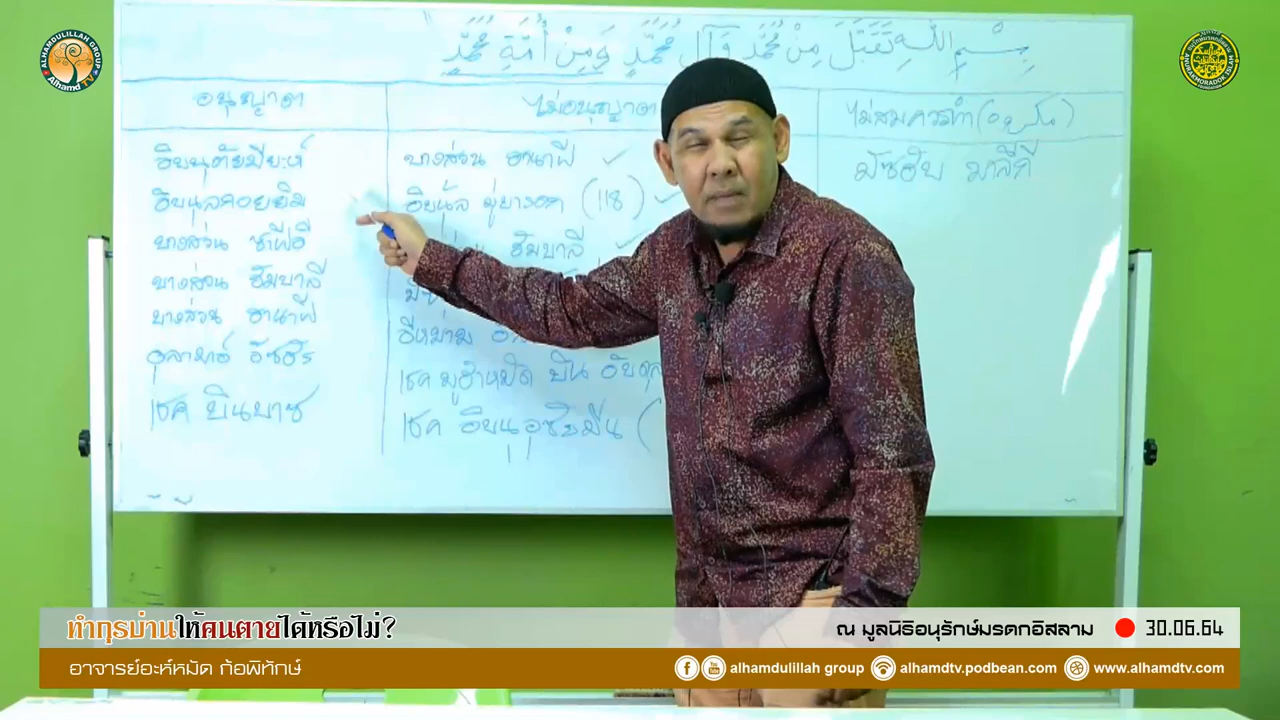 ALHAMDULILLAH GROUP
Alhamd
بِسْمِ اللهِ تَقَبَّلْ مِنْ مُحَمَّدٍ وَآلِ مُحَمَّدٍ وَمِنْ أُمَّةِ مُحَمَّدٍ
อนุญาต
ไม่อนุญาต
ไม่สมควรทำ
อิบนุตัยมียะห์
บางส่วน ฮานาฟี ✓
มัซฮับ มาลีกี
อิบนุลกอยยิม
อิบนุ้ล มู่บารอค (118) ✓
บางส่วน ชาฟีอี
ฮัมบาลี ✓
บางส่วน ฮัมบาลี
บางส่วน ฮานาฟี
อีหม่าม
อุลามาอ์ อัซฮัร
เชค มูฮำหมัด บิน อับดุล
เชค บินบาซ
เชค อิบนุอุซัยมีน (
ทำกุรบ่านให้คนตายได้หรือไม่?
ณ มูลนิธิอนุรักษ์มรดกอิสลาม
30.06.64
อาจารย์อะห์หมัด ก้อพิทักษ์
alhamdulillah group
alhamdtv.podbean.com
www.alhamdtv.com